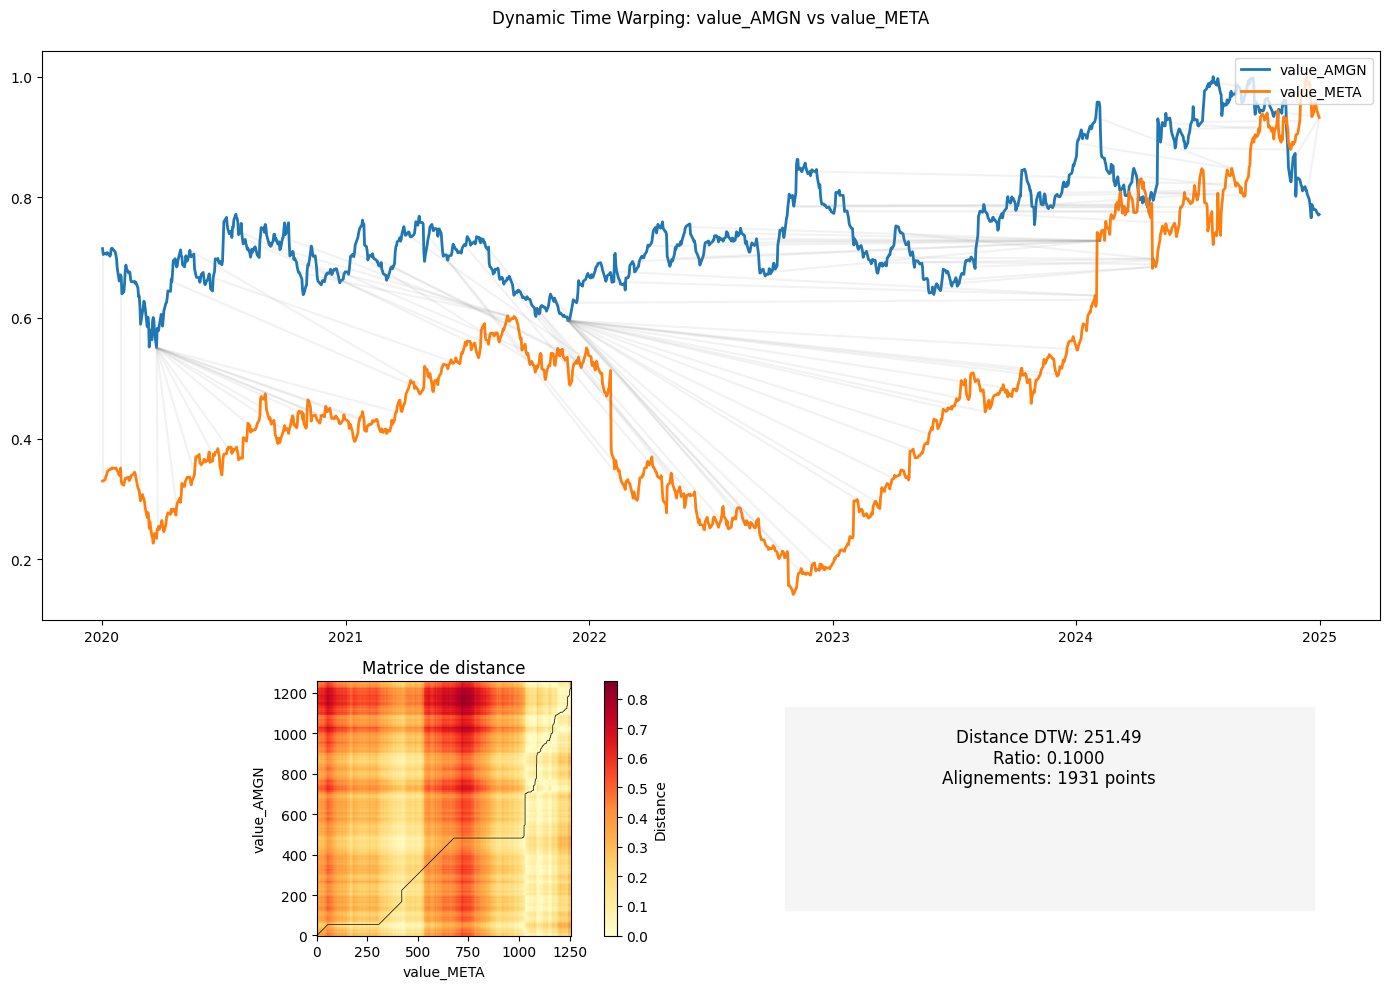 Dynamic Time Warping: value_AMGN vs value_META
value_AMGN
value_META
1.0
0.8
0.6
0.4
0.2
2020 2021 2022 2023 2024 2025
Matrice de distance
value_AMGN
1200
1000
800
600
400
200
0
0 250 500 750 1000 1250
value_META
0.8
0.7
0.6
0.5
0.4
0.3
0.2
0.1
0.0
Distance
Distance DTW: 251.49
Ratio: 0.1000
Alignements: 1931 points